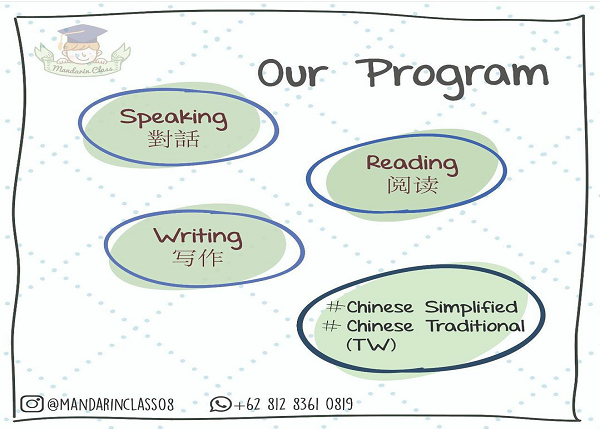 Mandarin Class
Our Program
Speaking
對話
Reading
阅读
Writing
写作
#Chinese Simplified
# Chinese Traditional
(TW)
@MANDARINCLASS08
+62 812 8361 0819